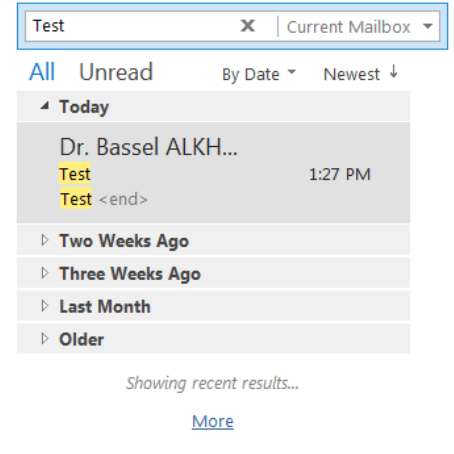 Test Current Mailbox
All Unread By Date Newest
Today
Dr. Bassel ALKH...
Test 1:27 PM
Test <end>
Two Weeks Ago
Three Weeks Ago
Last Month
Older
Showing recent results...
More